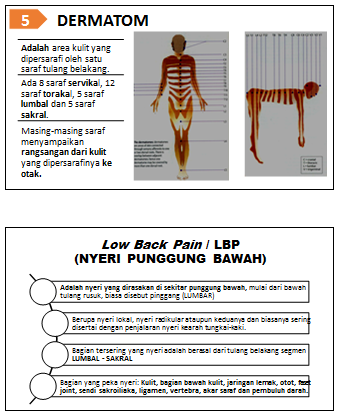 5 DERMATOM
Adalah area kulit yang
dipersarafi oleh satu
saraf tulang belakang.
Ada 8 saraf servikal, 12
saraf torakal, 5 saraf
lumbal dan 5 saraf
sakral.
Masing-masing saraf
menyampaikan
rangsangan dari kulit
yang dipersarafinya ke
otak.
Low Back Pain / LBP
(NYERI PUNGGUNG BAWAH)
Adalah nyeri yang dirasakan di sekitar punggung bawah, mulai dari bawah
tulang rusuk, biasa disebut pinggang (LUMBAR)
Berupa nyeri lokal, nyeri radikular ataupun keduanya dan biasanya sering
disertai dengan penjalaran nyeri kearah tungkai-kaki.
Bagian tersering yang nyeri adalah berasal dari tulang belakang segmen
LUMBAL - SAKRAL
Bagian yang peka nyeri: Kulit, bagian bawah kulit, jaringan lemak, otot, faset
joint, sendi sakroiliaka, ligamen, vertebra, akar saraf dan pembuluh darah.